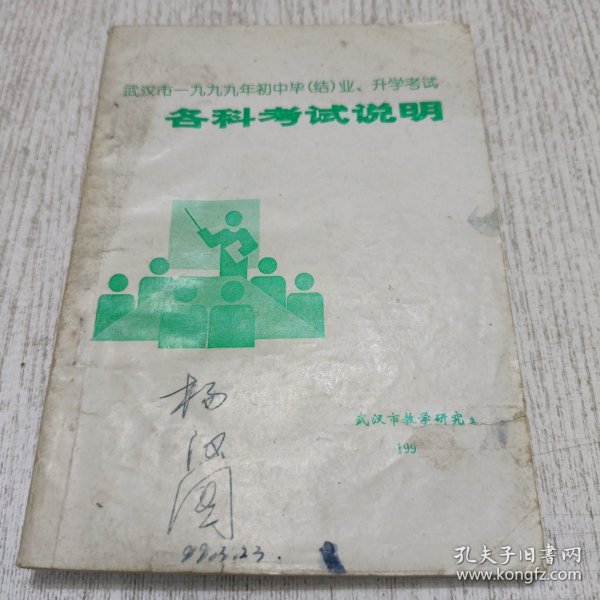 武汉市一九九九年初中毕(结)业、升学考试
各科考试说明
武汉市教学研究
199
杨汉
99.3.23.
孔夫子旧书网
www.kongfz.com